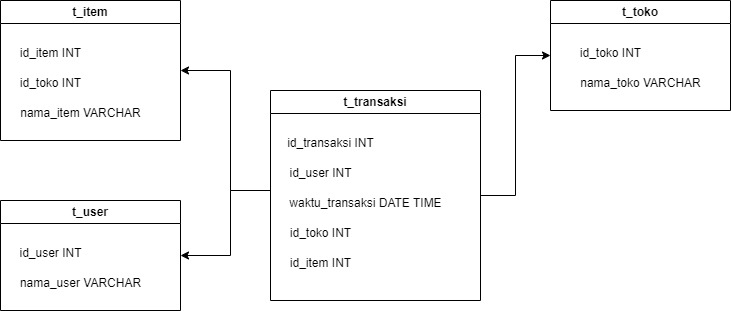 t_item
id_item INT
id_toko INT
nama_item VARCHAR
t_toko
id_toko INT
nama_toko VARCHAR
t_transaksi
id_transaksi INT
id_user INT
waktu_transaksi DATE TIME
id_toko INT
id_item INT
t_user
id_user INT
nama_user VARCHAR